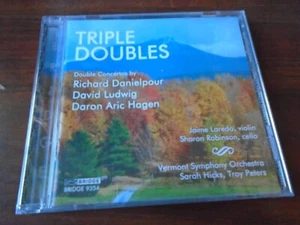 TRIPLE
DOUBLES
Double Concertos by
Richard Danielpour
David Ludwig
Daron Aric Hagen
Jaime Laredo, violin
Sharon Robinson, cello
Vermont Symphony Orchestra
Sarah Hicks, Troy Peters
BRIDGE
BRIDGE 9354